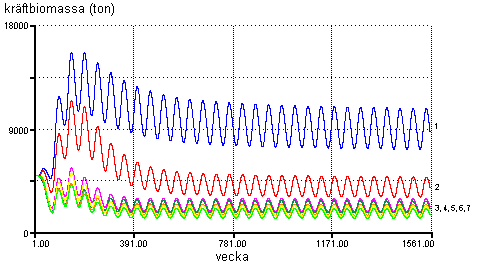 kräftbiomassa (ton)
18000
9000
0
1
2
3, 4, 5, 6, 7
1.00 391.00 781.00 1171.00 1561.00
vecka